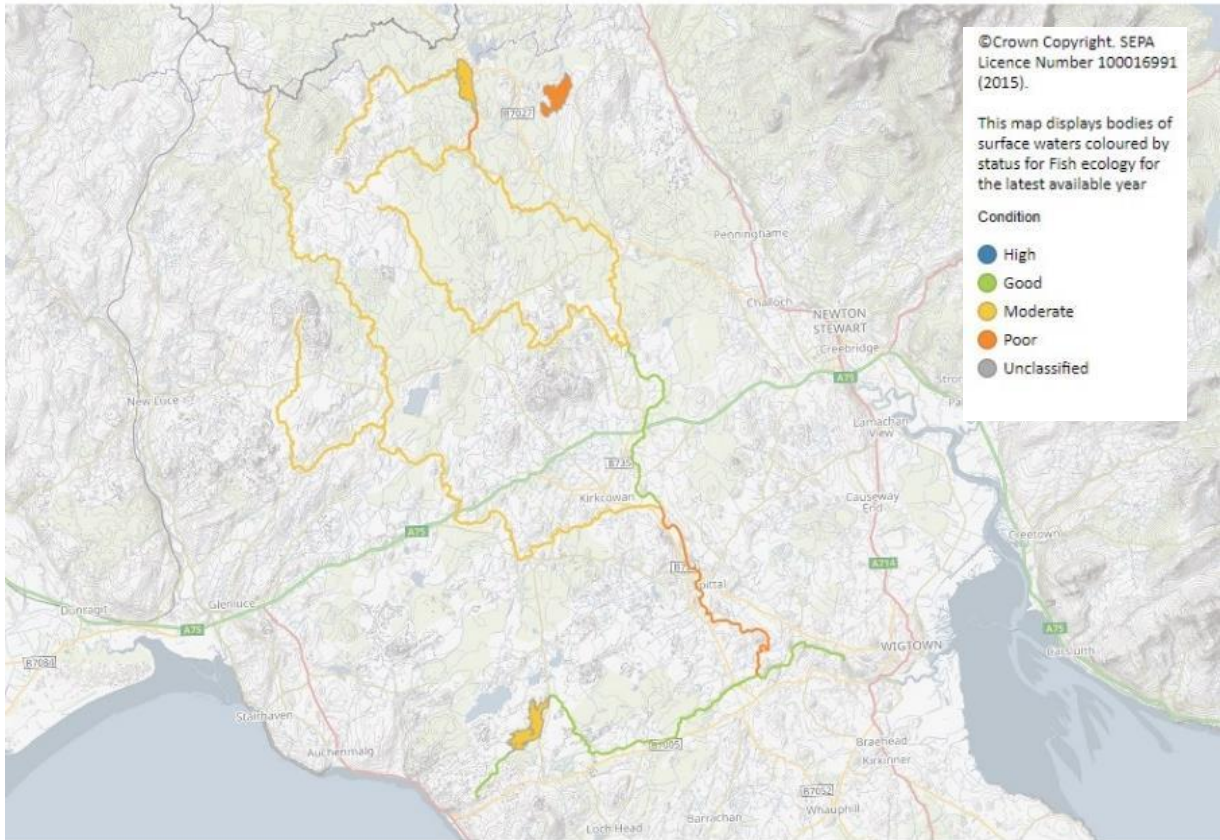 ©Crown Copyright. SEPA
Licence Number 100016991
(2015).
This map displays bodies of
surface waters coloured by
status for Fish ecology for
the latest available year
Condition
High
Good
Moderate
Poor
Unclassified
B7027
Penninghame
Challoch
NEWTON
STEWART
Creebridge
A75
New Luce
Lamachan
View
B735
Kirkcowan
Causeway
End
A75
Creetown
A714
Dunragit
Glenluce
A75
A75
B7084
WIGTOWN
Stairhaven
Auchenmalg
B7005
Braehead
Kirkinner
B7052
Whauphill
Barrachan
Loch Head